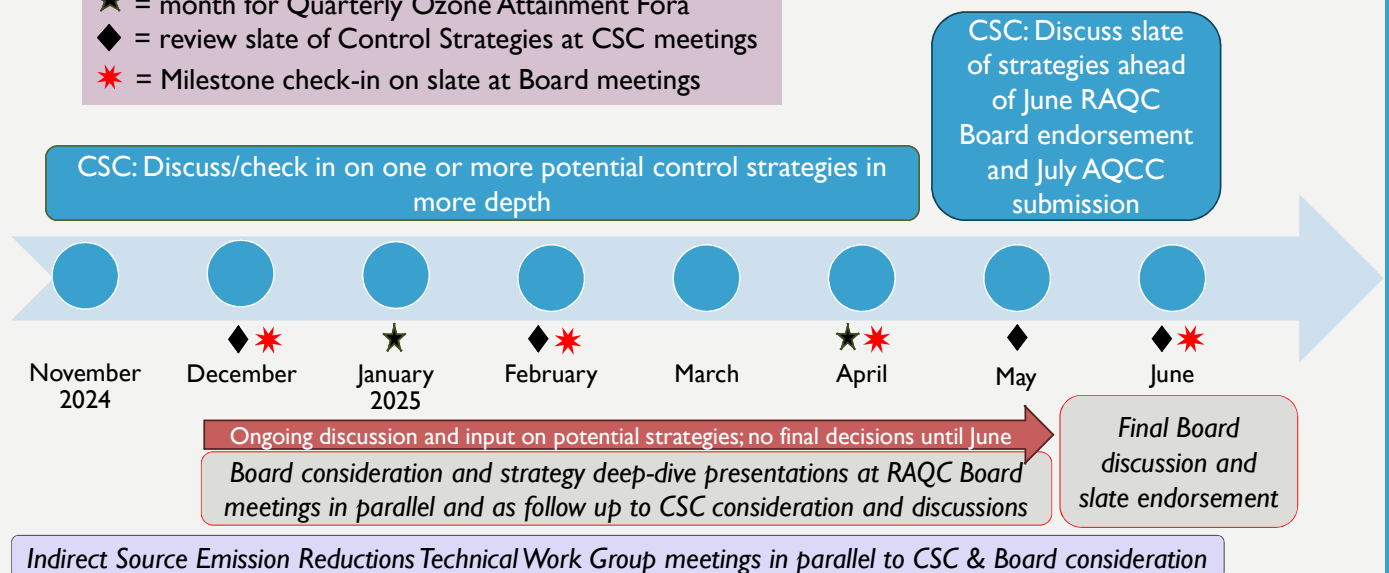 = month for Quarterly Ozone Attainment Fora
= review slate of Control Strategies at CSC meetings
= Milestone check-in on slate at Board meetings
CSC: Discuss slate
of strategies ahead
of June RAQC
Board endorsement
and July AQCC
submission
CSC: Discuss/check in on one or more potential control strategies in
more depth
November
2024
December
January
2025
February
March
April
May
June
Ongoing discussion and input on potential strategies; no final decisions until June
Board consideration and strategy deep-dive presentations at RAQC Board
meetings in parallel and as follow up to CSC consideration and discussions
Final Board
discussion and
slate endorsement
Indirect Source Emission Reductions Technical Work Group meetings in parallel to CSC & Board consideration